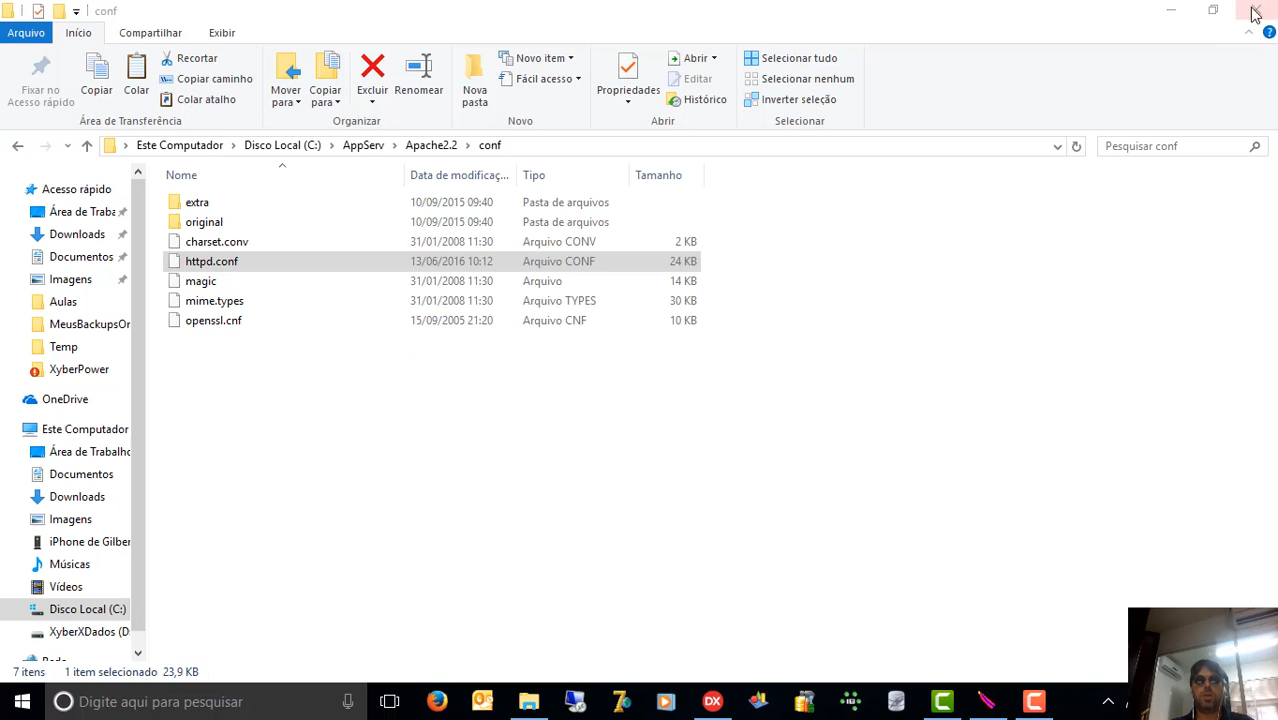 conf
Arquivo Início Compartilhar Exibir
Fixar no Acesso rápido
Copiar
Colar
Recortar
Copiar caminho
Colar atalho
Área de Transferência
Mover para
Copiar para
Excluir
Renomear
Organizar
Nova pasta
Novo item
Fácil acesso
Novo
Propriedades
Abrir
Editar
Histórico
Abrir
Selecionar tudo
Selecionar nenhum
Inverter seleção
Selecionar
Este Computador > Disco Local (C:) > AppServ > Apache2.2 > conf
Pesquisar conf
Nome Data de modificaç... Tipo Tamanho
extra 10/09/2015 09:40 Pasta de arquivos
original 10/09/2015 09:40 Pasta de arquivos
charset.conv 31/01/2008 11:30 Arquivo CONV 2 KB
httpd.conf 13/06/2016 10:12 Arquivo CONF 24 KB
magic 31/01/2008 11:30 Arquivo 14 KB
mime.types 31/01/2008 11:30 Arquivo TYPES 30 KB
openssl.cnf 15/09/2005 21:20 Arquivo CNF 10 KB
Acesso rápido
Área de Traba
Downloads
Documentos
Imagens
Aulas
MeusBackupsOr
Temp
XyberPower
OneDrive
Este Computador
Área de Trabalho
Documentos
Downloads
Imagens
iPhone de Gilber
Músicas
Vídeos
Disco Local (C:)
XyberXDados (D:
7 itens 1 item selecionado 23,9 KB
Digite aqui para pesquisar